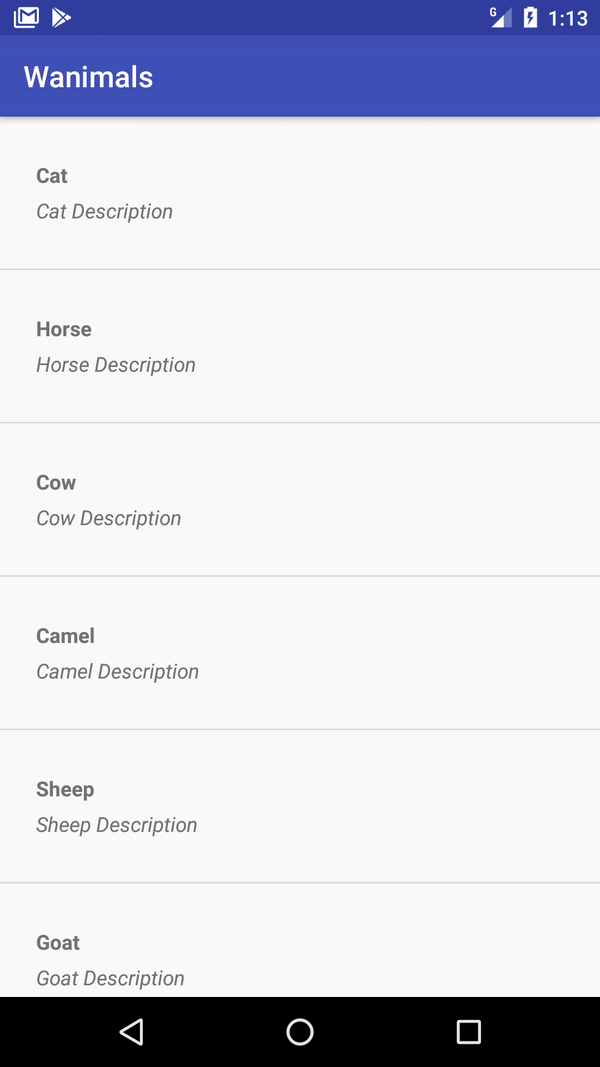 G 1:13
Wanimals
Cat
Cat Description
Horse
Horse Description
Cow
Cow Description
Camel
Camel Description
Sheep
Sheep Description
Goat
Goat Description